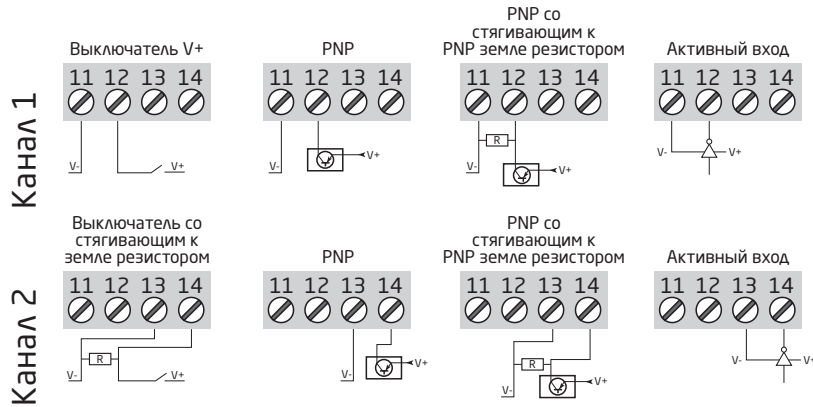 Канал 1
Выключатель V+
11 12 13 14
V-
V+
PNP
11 12 13 14
V-
V+
PNP со
стягивающим к
PNP земле резистором
11 12 13 14
R
V-
V+
Активный вход
11 12 13 14
V-
V+
Канал 2
Выключатель со
стягивающим к
земле резистором
11 12 13 14
R
V-
V+
PNP
11 12 13 14
V-
V+
PNP со
стягивающим к
PNP земле резистором
11 12 13 14
R
V-
V+
Активный вход
11 12 13 14
V-
V+